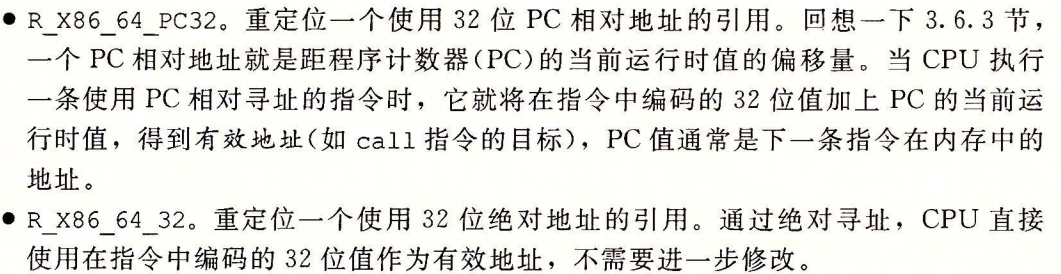 ● R_X86_64_PC32。重定位一个使用 32 位 PC 相对地址的引用。回想一下 3.6.3 节，
一个 PC 相对地址就是距程序计数器(PC)的当前运行时值的偏移量。当 CPU 执行
一条使用 PC 相对寻址的指令时，它就将在指令中编码的 32 位值加上 PC 的当前运
行时值，得到有效地址(如 call 指令的目标)，PC 值通常是下一条指令在内存中的
地址。
● R_X86_64_32。重定位一个使用 32 位绝对地址的引用。通过绝对寻址，CPU 直接
使用在指令中编码的 32 位值作为有效地址，不需要进一步修改。